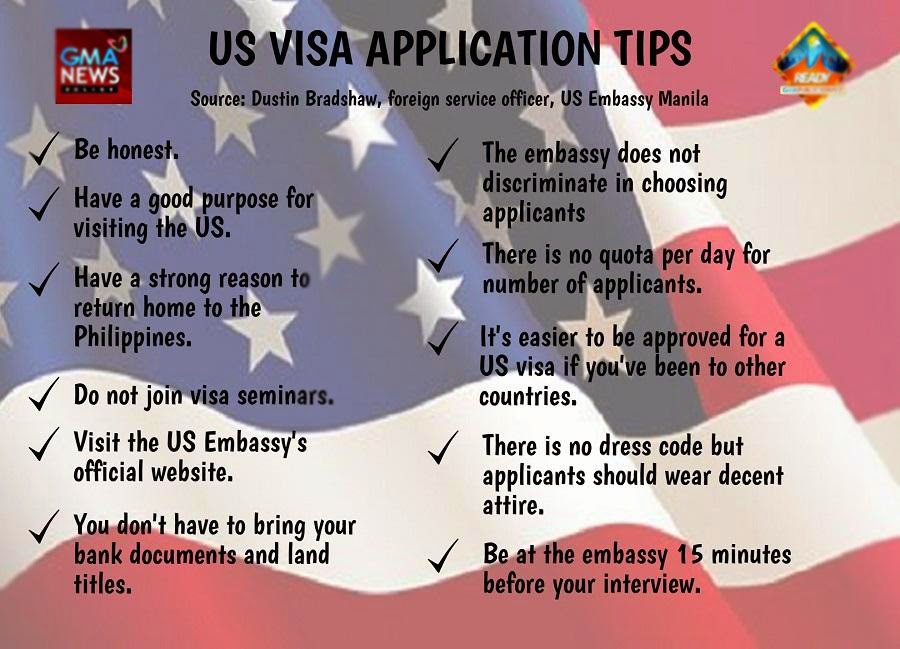 US VISA APPLICATION TIPS
GMA
NEWS
ONLINE
READY
Source: Dustin Bradshaw, foreign service officer, US Embassy Manila
Be honest.
Have a good purpose for
visiting the US.
Have a strong reason to
return home to the
Philippines.
Do not join visa seminars.
Visit the US Embassy's
official website.
You don't have to bring your
bank documents and land
titles.
The embassy does not
discriminate in choosing
applicants
There is no quota per day for
number of applicants.
It's easier to be approved for a
US visa if you've been to other
countries.
There is no dress code but
applicants should wear decent
attire.
Be at the embassy 15 minutes
before your interview.